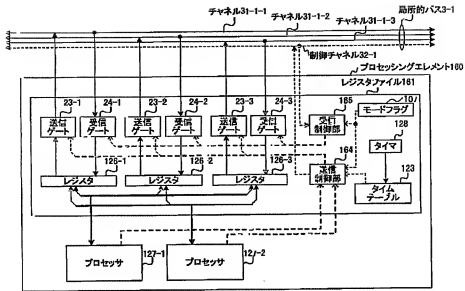 チャネル31-1-1
チャネル31-1-2
チャネル31-1-3
局所的バス3-1
制御チャネル32-1
プロセッシングエレメント160
レジスタファイル161
23-1
24-1
23-2
24-2
23-3
24-3
165
107
送信ゲート
受信ゲート
送信ゲート
受信ゲート
送信ゲート
受信ゲート
受信制御部
モードフラグ
164
128
タイマ
126-1
126-2
126-3
送信制御部
123
レジスタ
レジスタ
レジスタ
タイムテーブル
プロセッサ
127-1
プロセッサ
127-2